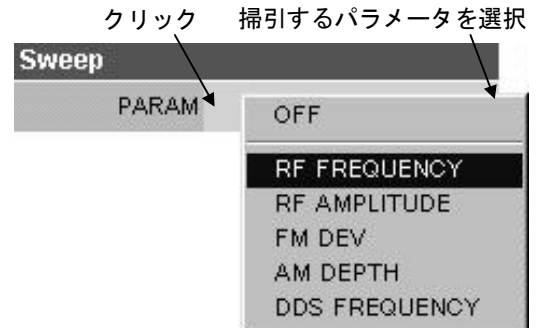 クリック 掃引するパラメータを選択
Sweep
PARAM
OFF
RF FREQUENCY
RF AMPLITUDE
FM DEV
AM DEPTH
DDS FREQUENCY